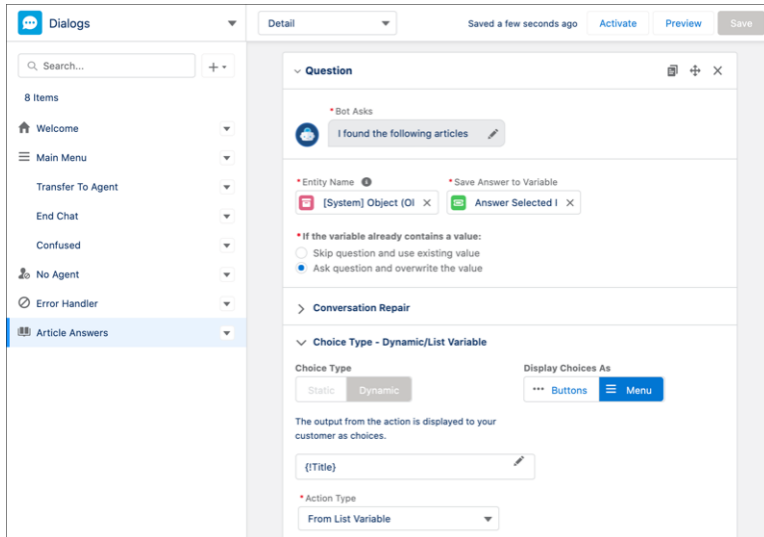 Dialogs
Detail
Saved a few seconds ago
Activate
Preview
Save
Search...
8 Items
Welcome
Main Menu
Transfer To Agent
End Chat
Confused
No Agent
Error Handler
Article Answers
Question
* Bot Asks
I found the following articles
* Entity Name
* Save Answer to Variable
[System] Object (Ol
Answer Selected I
* If the variable already contains a value:
Skip question and use existing value
Ask question and overwrite the value
Conversation Repair
Choice Type - Dynamic/List Variable
Choice Type
Display Choices As
Static
Dynamic
Buttons
Menu
The output from the action is displayed to your
customer as choices.
{!Title}
* Action Type
From List Variable